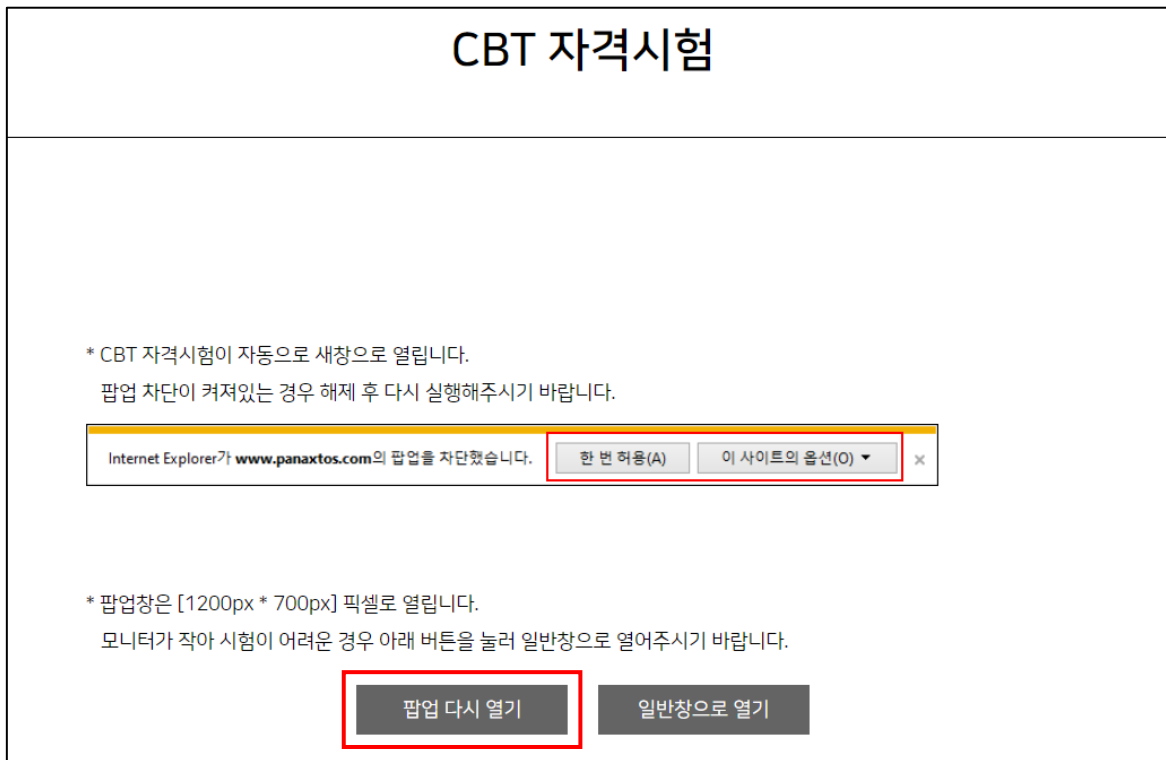 CBT 자격시험
* CBT 자격시험이 자동으로 새창으로 열립니다.
팝업 차단이 켜져있는 경우 해제 후 다시 실행해주시기 바랍니다.
Internet Explorer가 www.panaxtos.com의 팝업을 차단했습니다. 한 번 허용(A) 이 사이트의 옵션(O) ▼ ×
* 팝업창은 [1200px * 700px] 픽셀로 열립니다.
모니터가 작아 시험이 어려운 경우 아래 버튼을 눌러 일반창으로 열어주시기 바랍니다.
팝업 다시 열기 일반창으로 열기